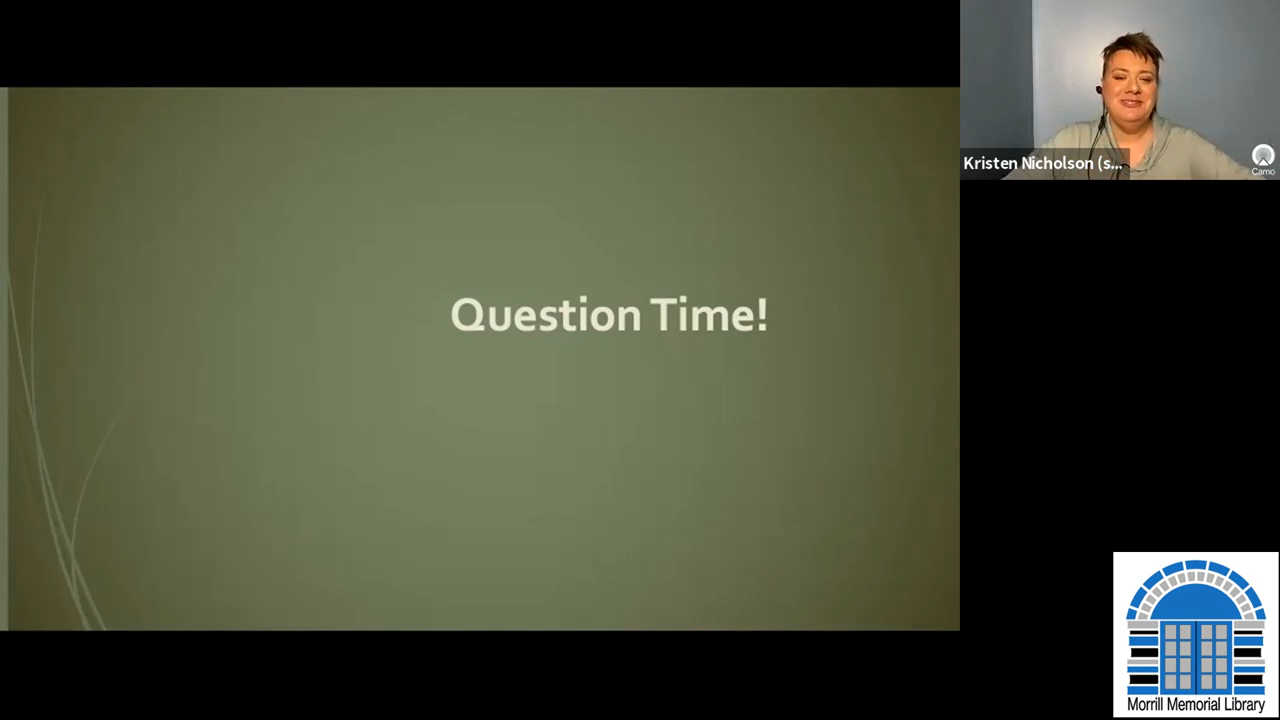 Question Time!
Kristen Nicholson (s...
Camo
Morrill Memorial Library